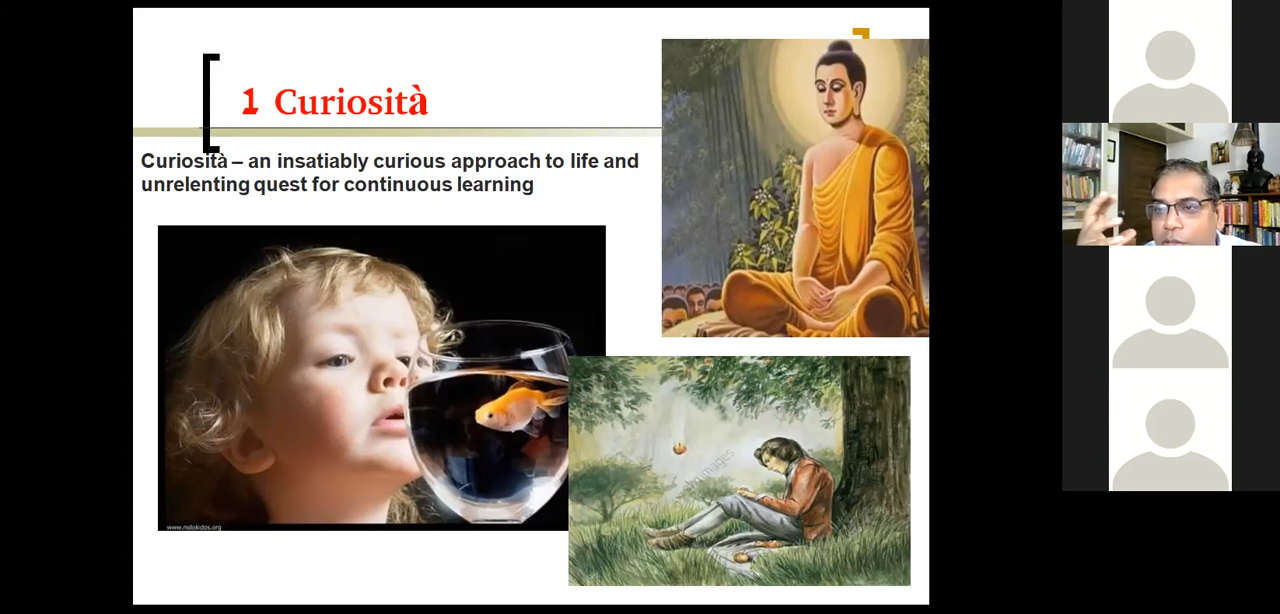 1 Curiosità
Curiosità – an insatiably curious approach to life and
unrelenting quest for continuous learning
www.nidokidos.org